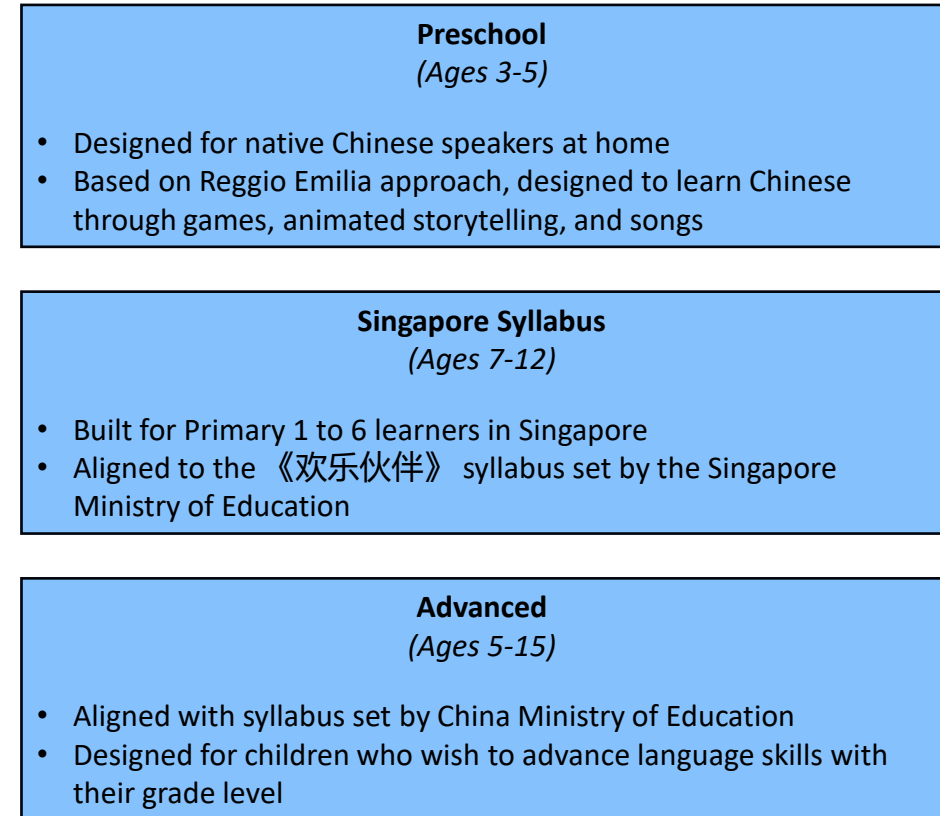 Preschool
(Ages 3-5)
• Designed for native Chinese speakers at home
• Based on Reggio Emilia approach, designed to learn Chinese
through games, animated storytelling, and songs
Singapore Syllabus
(Ages 7-12)
• Built for Primary 1 to 6 learners in Singapore
• Aligned to the 《欢乐伙伴》 syllabus set by the Singapore
Ministry of Education
Advanced
(Ages 5-15)
• Aligned with syllabus set by China Ministry of Education
• Designed for children who wish to advance language skills with
their grade level